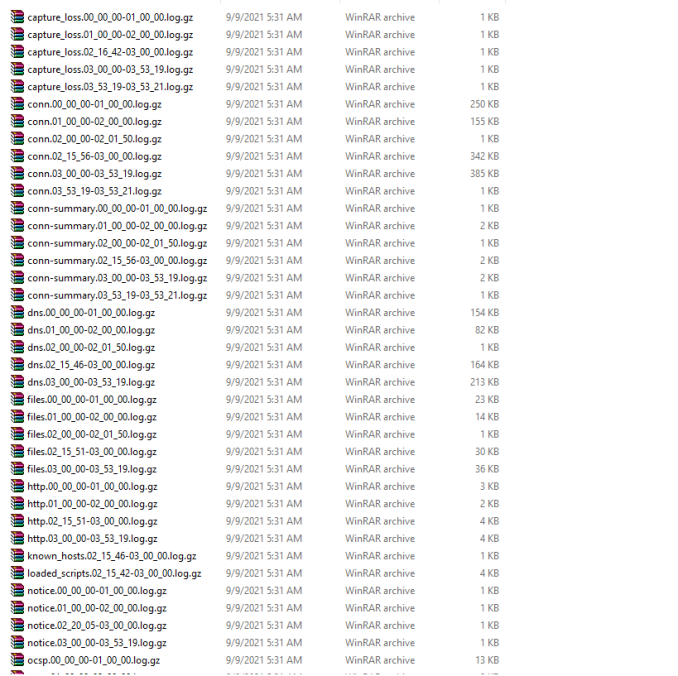 capture_loss.00_00_00-01_00_00.log.gz 9/9/2021 5:31 AM WinRAR archive 1 KB
capture_loss.01_00_00-02_00_00.log.gz 9/9/2021 5:31 AM WinRAR archive 1 KB
capture_loss.02_16_42-03_00_00.log.gz 9/9/2021 5:31 AM WinRAR archive 1 KB
capture_loss.03_00_00-03_53_19.log.gz 9/9/2021 5:31 AM WinRAR archive 1 KB
capture_loss.03_53_19-03_53_21.log.gz 9/9/2021 5:31 AM WinRAR archive 1 KB
conn.00_00_00-01_00_00.log.gz 9/9/2021 5:31 AM WinRAR archive 250 KB
conn.01_00_00-02_00_00.log.gz 9/9/2021 5:31 AM WinRAR archive 155 KB
conn.02_00_00-02_01_50.log.gz 9/9/2021 5:31 AM WinRAR archive 1 KB
conn.02_15_56-03_00_00.log.gz 9/9/2021 5:31 AM WinRAR archive 342 KB
conn.03_00_00-03_53_19.log.gz 9/9/2021 5:31 AM WinRAR archive 385 KB
conn.03_53_19-03_53_21.log.gz 9/9/2021 5:31 AM WinRAR archive 1 KB
conn-summary.00_00_00-01_00_00.log.gz 9/9/2021 5:31 AM WinRAR archive 1 KB
conn-summary.01_00_00-02_00_00.log.gz 9/9/2021 5:31 AM WinRAR archive 2 KB
conn-summary.02_00_00-02_01_50.log.gz 9/9/2021 5:31 AM WinRAR archive 1 KB
conn-summary.02_15_56-03_00_00.log.gz 9/9/2021 5:31 AM WinRAR archive 2 KB
conn-summary.03_00_00-03_53_19.log.gz 9/9/2021 5:31 AM WinRAR archive 2 KB
conn-summary.03_53_19-03_53_21.log.gz 9/9/2021 5:31 AM WinRAR archive 1 KB
dns.00_00_00-01_00_00.log.gz 9/9/2021 5:31 AM WinRAR archive 154 KB
dns.01_00_00-02_00_00.log.gz 9/9/2021 5:31 AM WinRAR archive 82 KB
dns.02_00_00-02_01_50.log.gz 9/9/2021 5:31 AM WinRAR archive 1 KB
dns.02_15_46-03_00_00.log.gz 9/9/2021 5:31 AM WinRAR archive 164 KB
dns.03_00_00-03_53_19.log.gz 9/9/2021 5:31 AM WinRAR archive 213 KB
files.00_00_00-01_00_00.log.gz 9/9/2021 5:31 AM WinRAR archive 23 KB
files.01_00_00-02_00_00.log.gz 9/9/2021 5:31 AM WinRAR archive 14 KB
files.02_00_00-02_01_50.log.gz 9/9/2021 5:31 AM WinRAR archive 1 KB
files.02_15_51-03_00_00.log.gz 9/9/2021 5:31 AM WinRAR archive 30 KB
files.03_00_00-03_53_19.log.gz 9/9/2021 5:31 AM WinRAR archive 36 KB
http.00_00_00-01_00_00.log.gz 9/9/2021 5:31 AM WinRAR archive 3 KB
http.01_00_00-02_00_00.log.gz 9/9/2021 5:31 AM WinRAR archive 2 KB
http.02_15_51-03_00_00.log.gz 9/9/2021 5:31 AM WinRAR archive 4 KB
http.03_00_00-03_53_19.log.gz 9/9/2021 5:31 AM WinRAR archive 4 KB
known_hosts.02_15_46-03_00_00.log.gz 9/9/2021 5:31 AM WinRAR archive 1 KB
loaded_scripts.02_15_42-03_00_00.log.gz 9/9/2021 5:31 AM WinRAR archive 4 KB
notice.00_00_00-01_00_00.log.gz 9/9/2021 5:31 AM WinRAR archive 1 KB
notice.01_00_00-02_00_00.log.gz 9/9/2021 5:31 AM WinRAR archive 1 KB
notice.02_20_05-03_00_00.log.gz 9/9/2021 5:31 AM WinRAR archive 1 KB
notice.03_00_00-03_53_19.log.gz 9/9/2021 5:31 AM WinRAR archive 1 KB
ocsp.00_00_00-01_00_00.log.gz 9/9/2021 5:31 AM WinRAR archive 13 KB